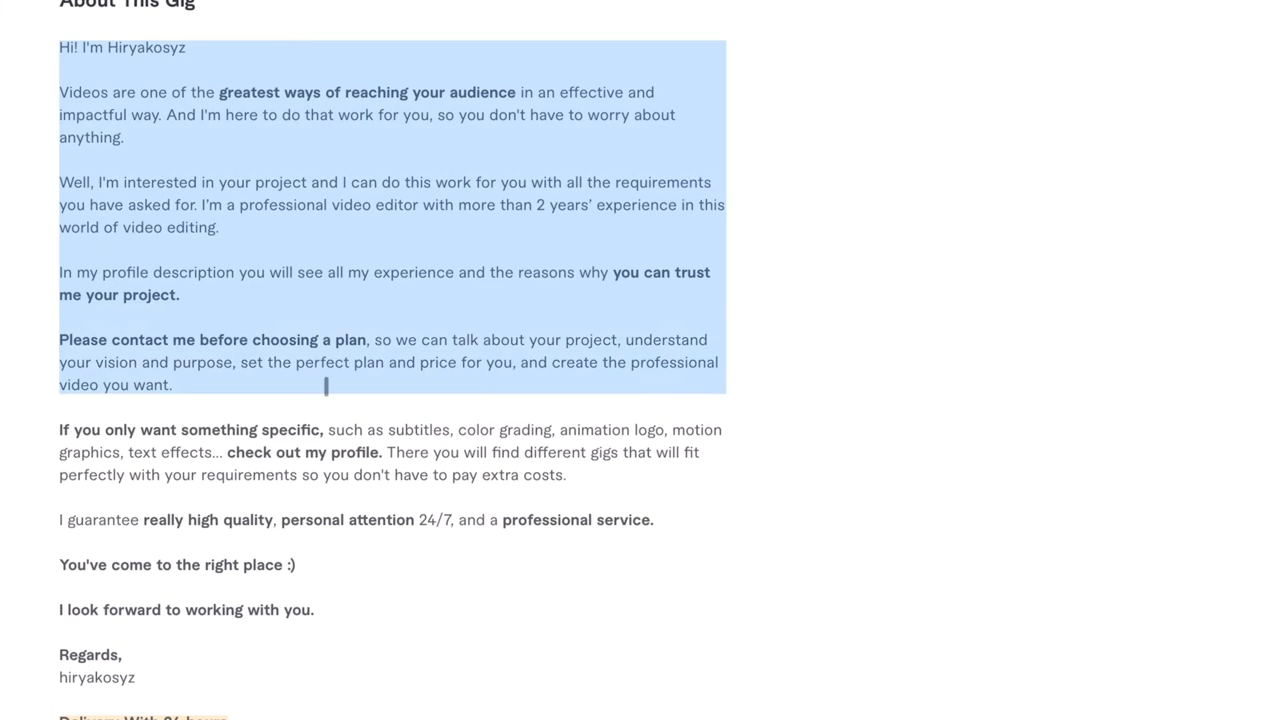 About This Gig
Hi! I'm Hiryakosyz
Videos are one of the greatest ways of reaching your audience in an effective and
impactful way. And I'm here to do that work for you, so you don't have to worry about
anything.
Well, I'm interested in your project and I can do this work for you with all the requirements
you have asked for. I’m a professional video editor with more than 2 years’ experience in this
world of video editing.
In my profile description you will see all my experience and the reasons why you can trust
me your project.
Please contact me before choosing a plan, so we can talk about your project, understand
your vision and purpose, set the perfect plan and price for you, and create the professional
video you want.
If you only want something specific, such as subtitles, color grading, animation logo, motion
graphics, text effects... check out my profile. There you will find different gigs that will fit
perfectly with your requirements so you don't have to pay extra costs.
I guarantee really high quality, personal attention 24/7, and a professional service.
You've come to the right place :)
I look forward to working with you.
Regards,
hiryakosyz
Delivery With 24 hours